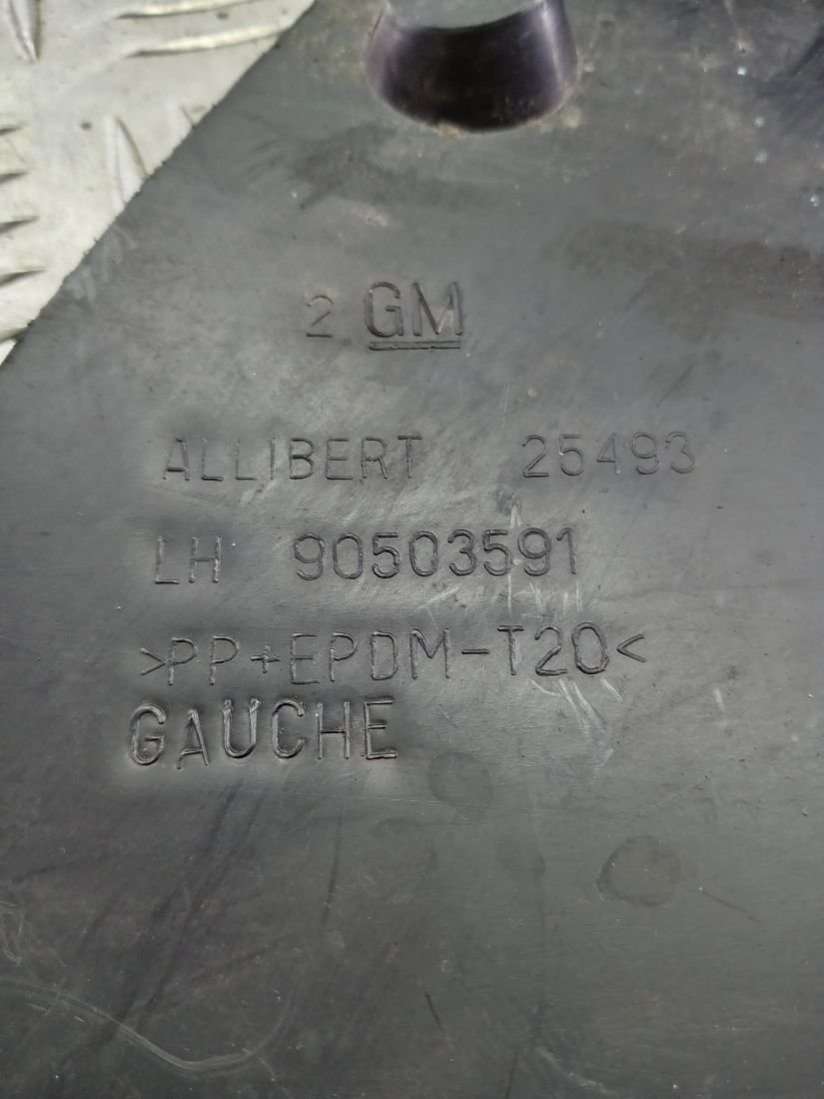 2 GM
ALLIBERT 25493
LH 90503591
>PP+EPDM-T20<
GAUCHE